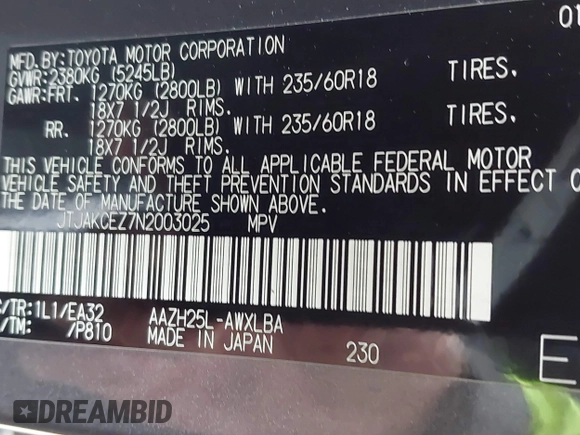 01
MFD. BY:TOYOTA MOTOR CORPORATION
GVWR:2380KG (5245LB)
GAWR:FRT. 1270KG (2800LB) WITH 235/60R18 TIRES.
18X7 1/2J RIMS.
RR. 1270KG (2800LB) WITH 235/60R18 TIRES.
18X7 1/2J RIMS.
THIS VEHICLE CONFORMS TO ALL APPLICABLE FEDERAL MOTOR
VEHICLE SAFETY AND THEFT PREVENTION STANDARDS IN EFFECT O
THE DATE OF MANUFACTURE SHOWN ABOVE.
JTJAKCEZ7N2003025 MPV
C/TR:1L1/EA32 AAZH25L-AWXLBA
/TM: /P810 MADE IN JAPAN 230 E
DREAMBID